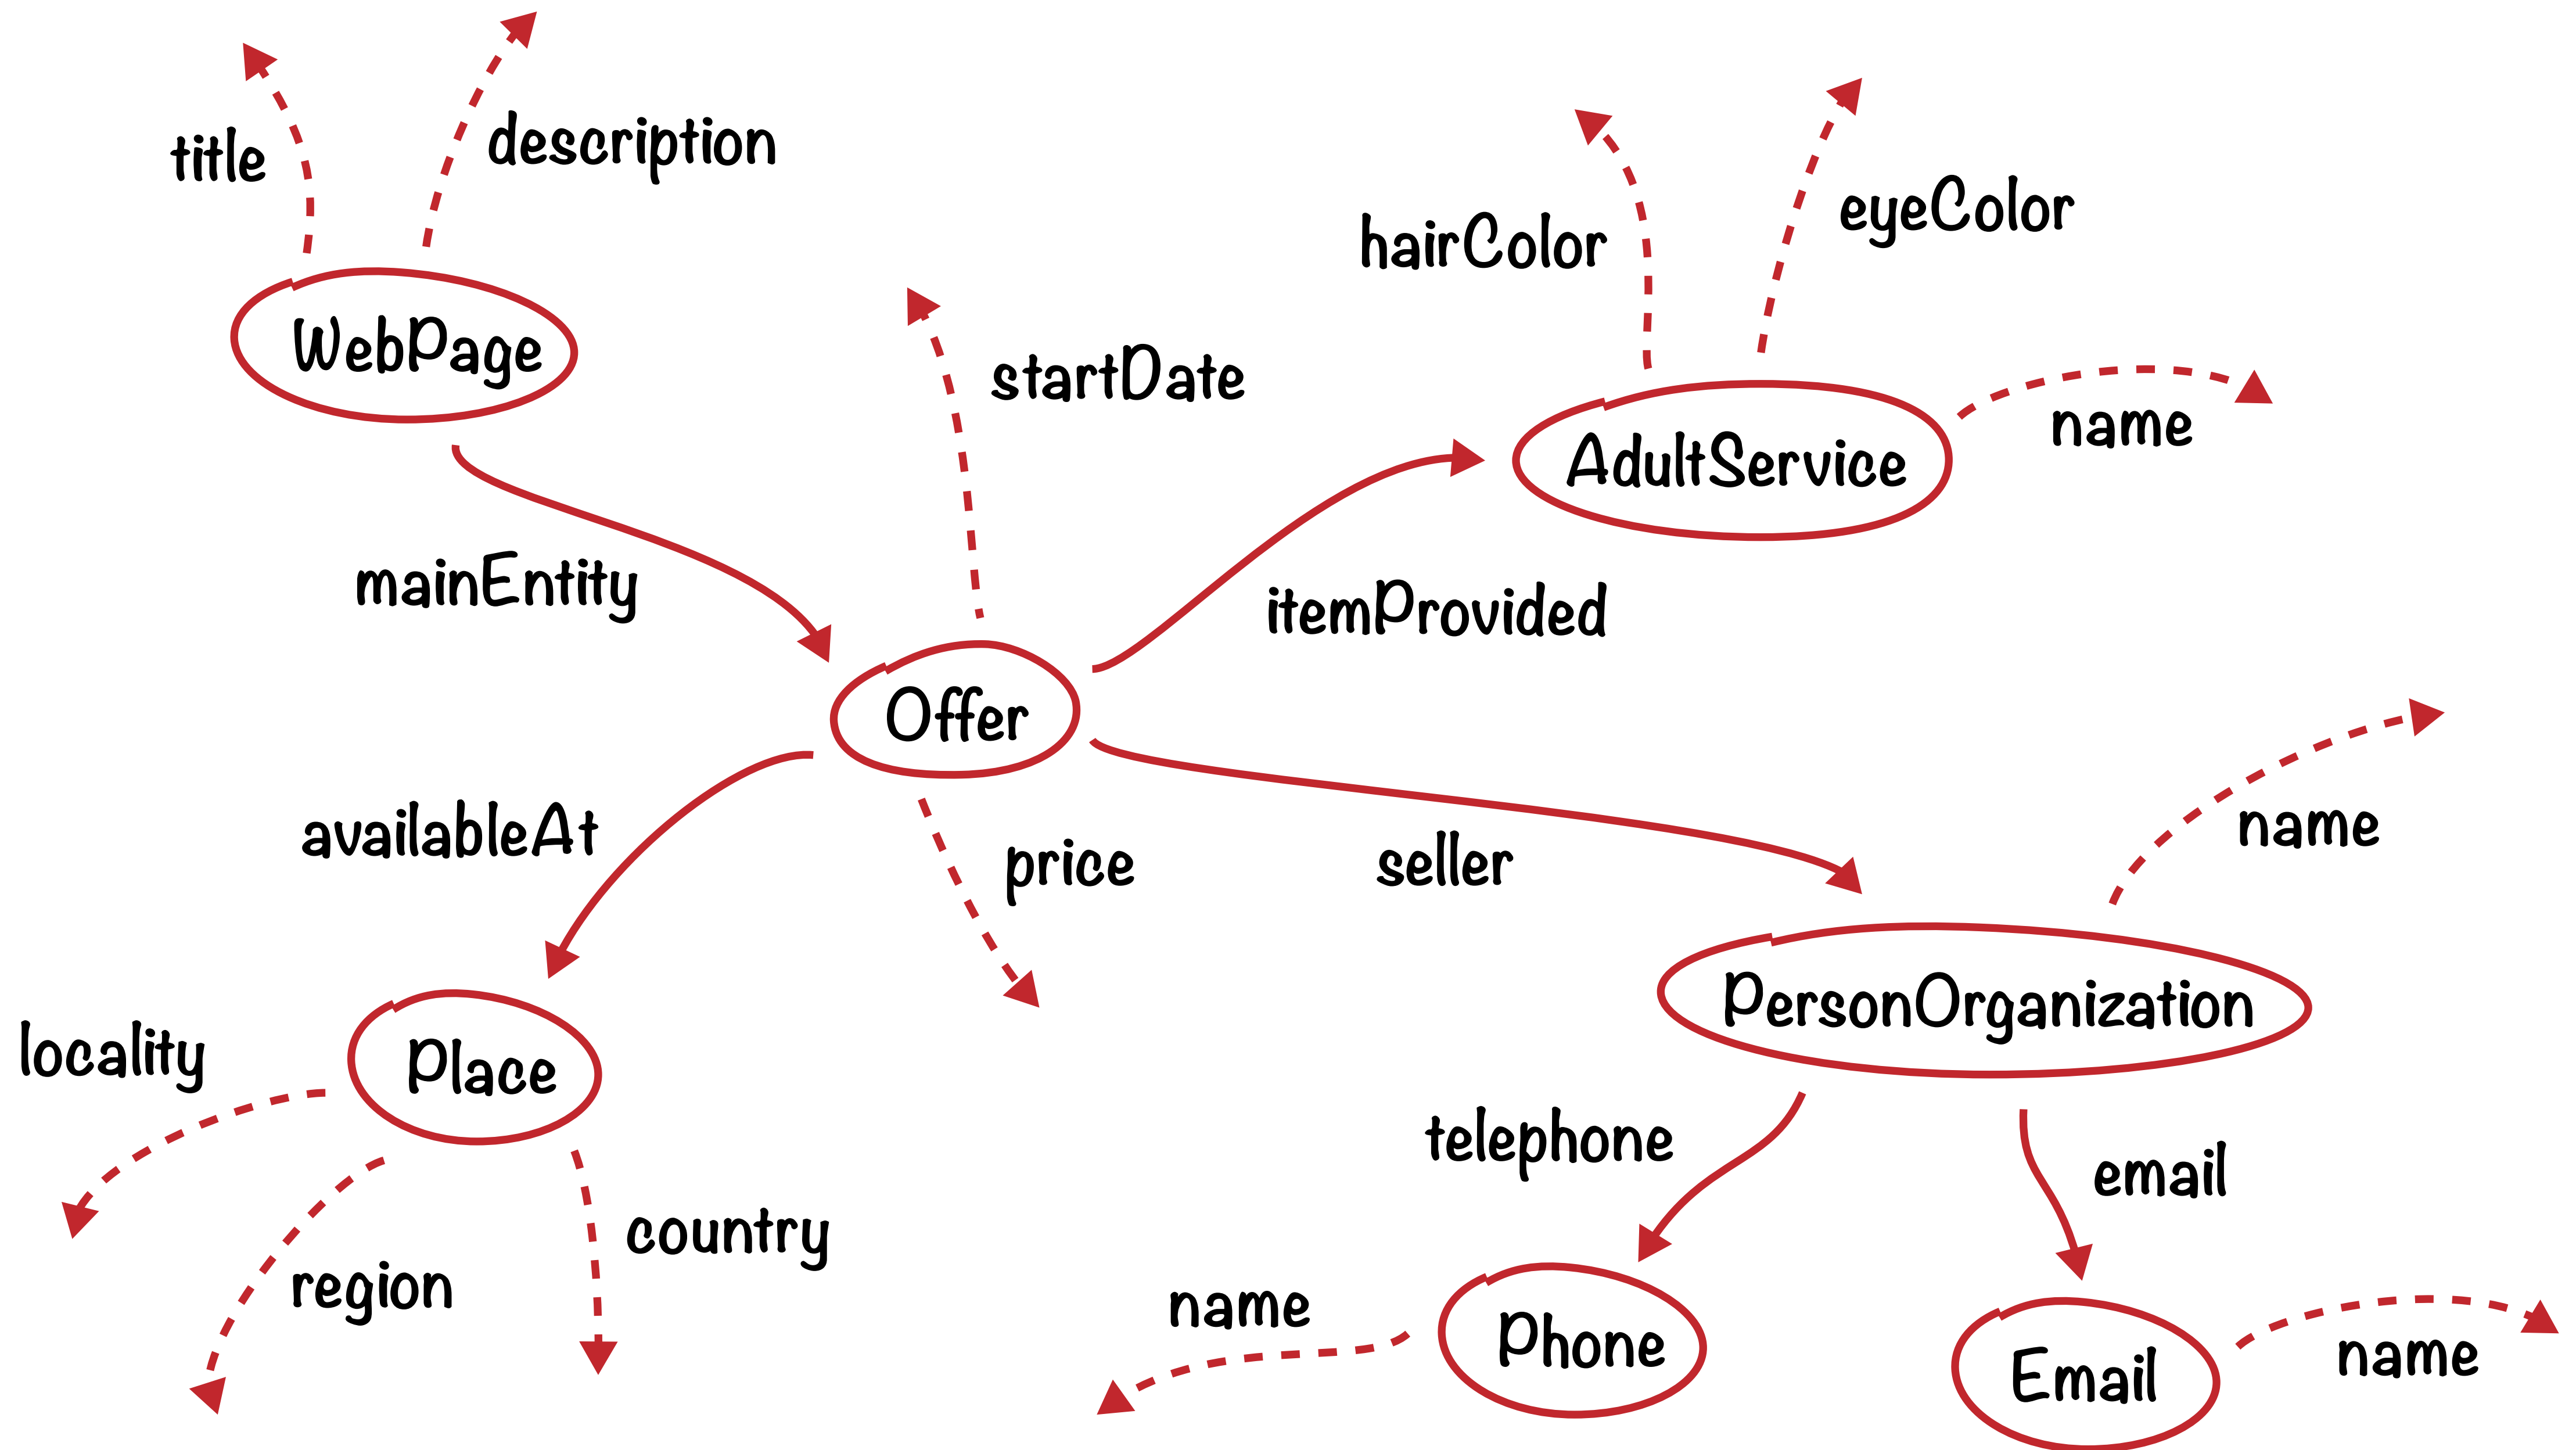 title
description
hairColor
eyeColor
WebPage
startDate
name
AdultService
mainEntity
itemProvided
Offer
availableAt
price
seller
name
PersonOrganization
locality
Place
telephone
email
country
region
name
Phone
Email
name